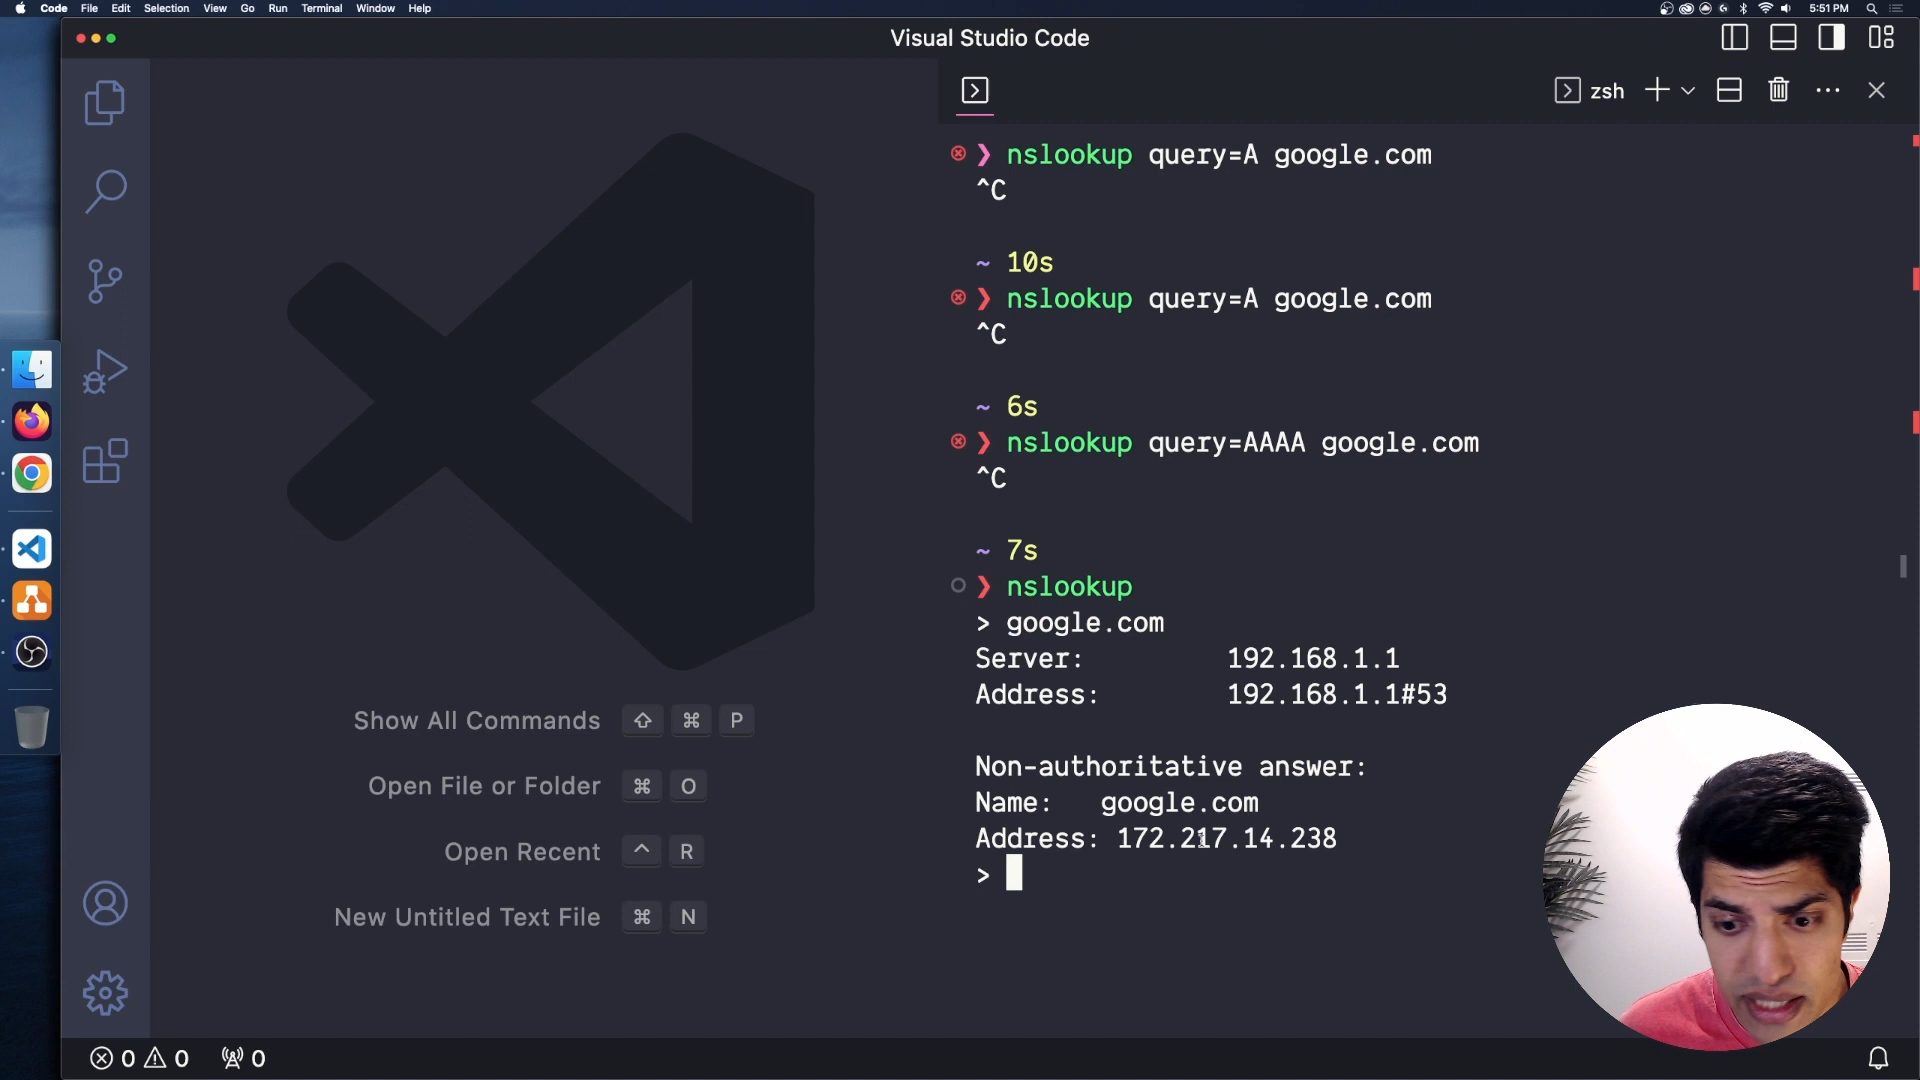 Code File Edit Selection View Go Run Terminal Window Help 5:51 PM
Visual Studio Code
zsh
❯ nslookup query=A google.com
^C
~ 10s
❯ nslookup query=A google.com
^C
~ 6s
❯ nslookup query=AAAA google.com
^C
~ 7s
❯ nslookup
> google.com
Server: 192.168.1.1
Address: 192.168.1.1#53
Non-authoritative answer:
Name: google.com
Address: 172.217.14.238
>
Show All Commands ⇧ ⌘ P
Open File or Folder ⌘ O
Open Recent ^ R
New Untitled Text File ⌘ N
0 0 0